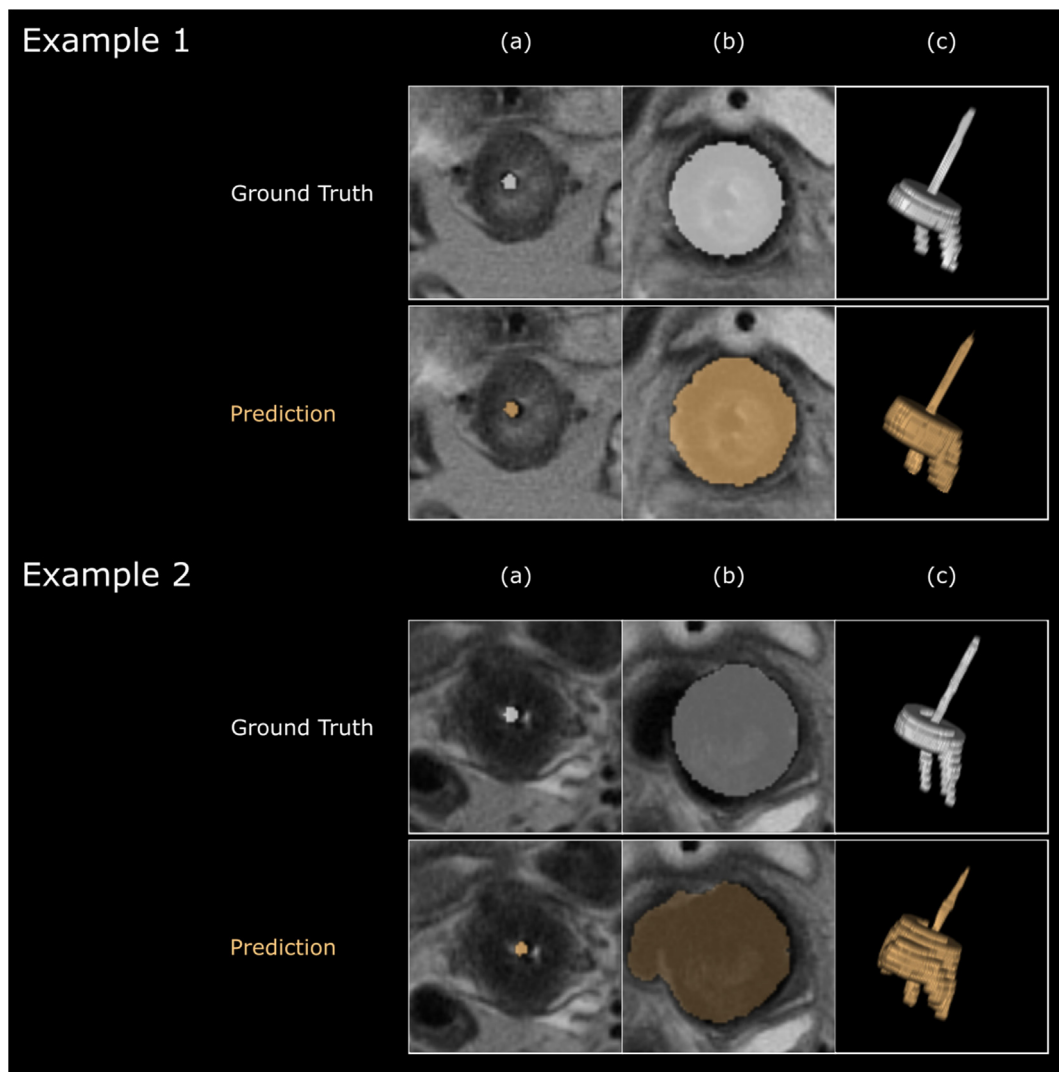 Example 1 (a) (b) (c)
Ground Truth
Prediction
Example 2 (a) (b) (c)
Ground Truth
Prediction